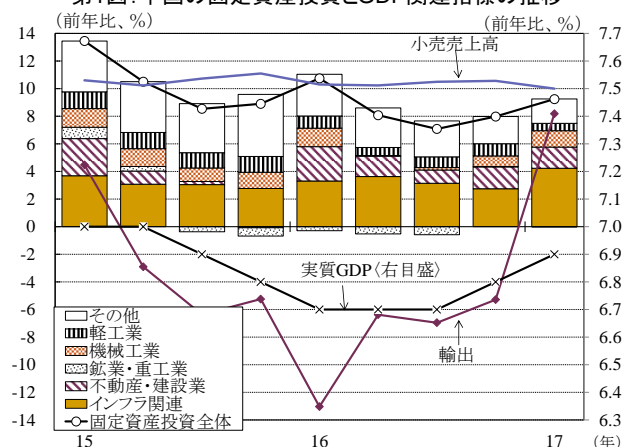 第1図：中国の固定資産投資とGDP関連指標の推移
（前年比、%）
（前年比、%）
14
12
10
8
6
4
2
0
-2
-4
-6
-8
-10
-12
-14
7.7
7.6
7.5
7.4
7.3
7.2
7.1
7.0
6.9
6.8
6.7
6.6
6.5
6.4
6.3
小売売上高
実質GDP〈右目盛〉
輸出
その他
軽工業
機械工業
鉱業・重工業
不動産・建設業
インフラ関連
固定資産投資全体
15
16
17
（年）